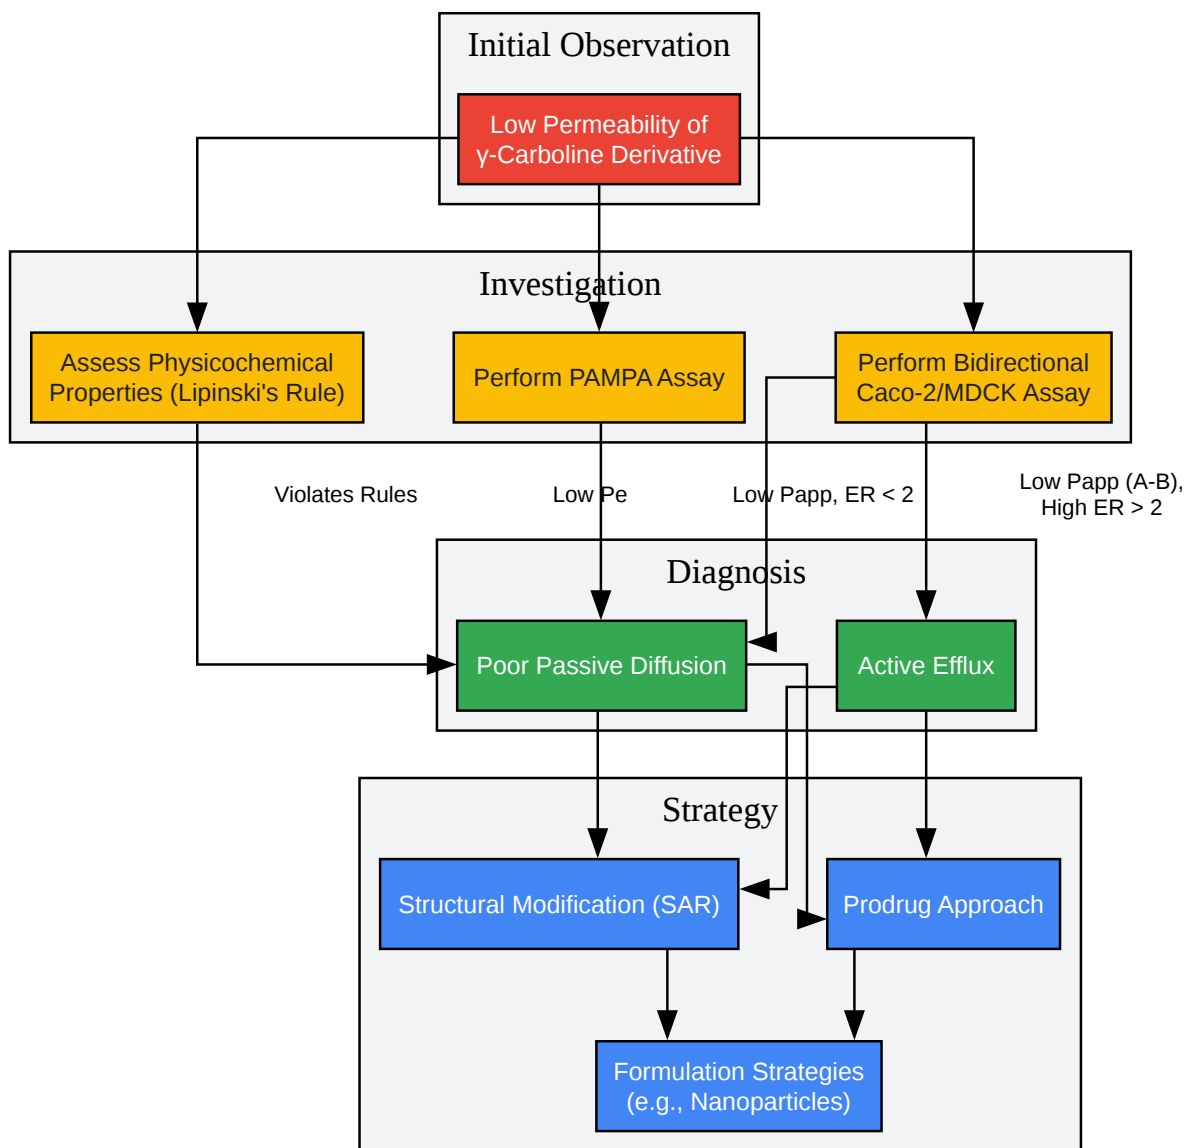 Initial Observation
Low Permeability of
γ-Carboline Derivative
Investigation
Assess Physicochemical
Properties (Lipinski's Rule)
Perform PAMPA Assay
Perform Bidirectional
Caco-2/MDCK Assay
Violates Rules
Low Pe
Low Papp, ER < 2
Low Papp (A-B),
High ER > 2
Diagnosis
Poor Passive Diffusion
Active Efflux
Strategy
Structural Modification (SAR)
Prodrug Approach
Formulation Strategies
(e.g., Nanoparticles)